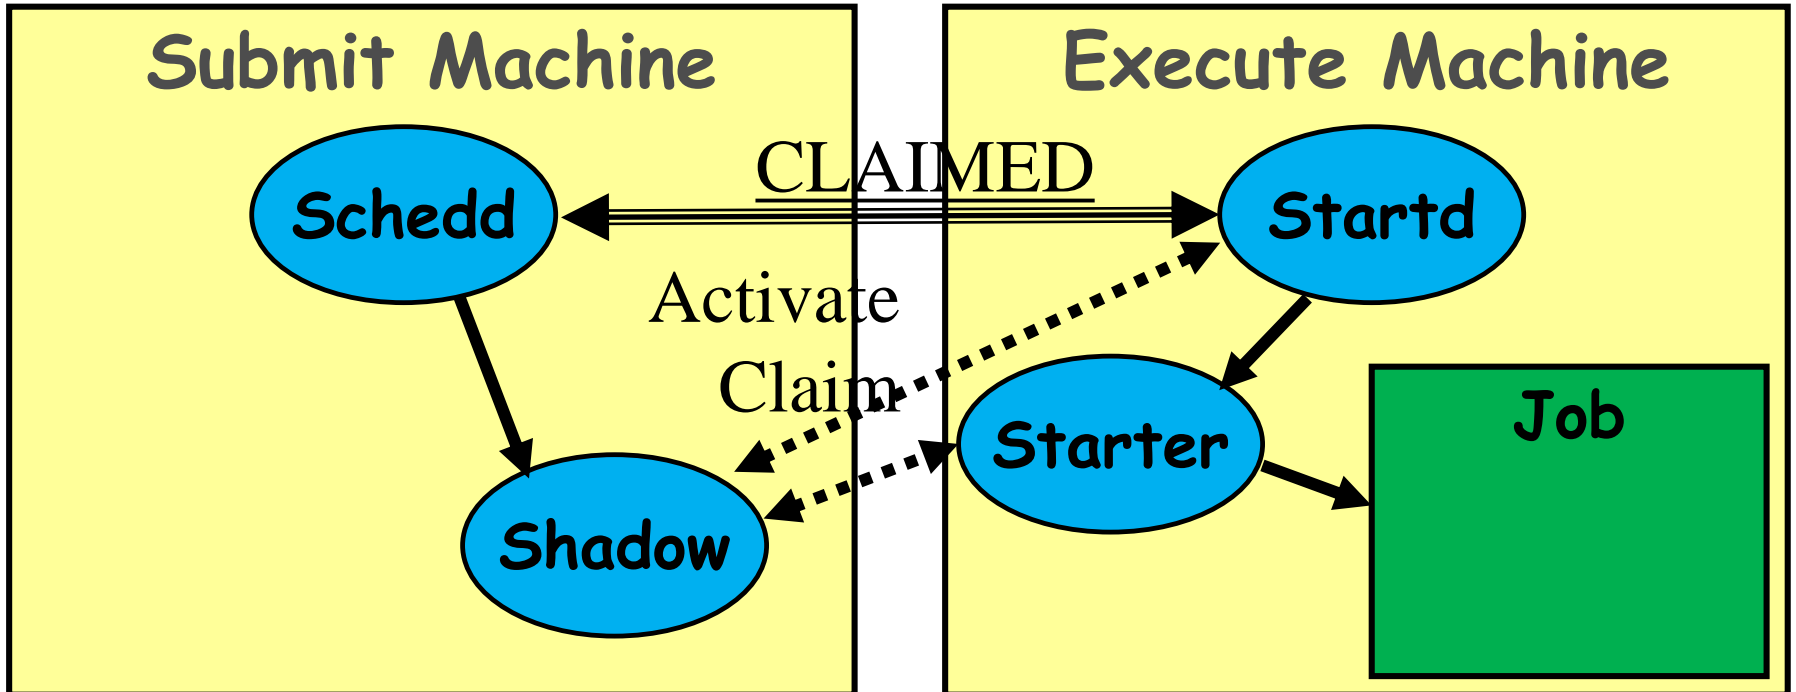 Submit Machine
Execute Machine
CLAIMED
Schedd
Startd
Activate
Claim
Starter
Job
Shadow